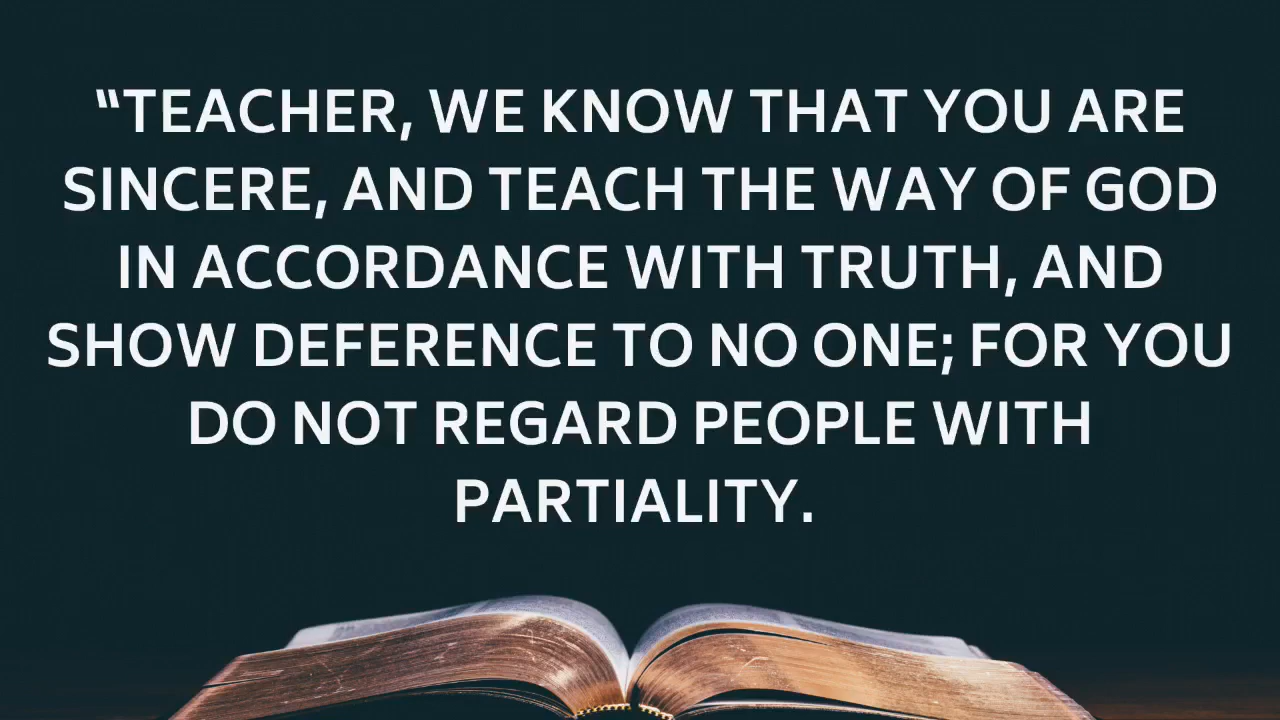 “TEACHER, WE KNOW THAT YOU ARE
SINCERE, AND TEACH THE WAY OF GOD
IN ACCORDANCE WITH TRUTH, AND
SHOW DEFERENCE TO NO ONE; FOR YOU
DO NOT REGARD PEOPLE WITH
PARTIALITY.